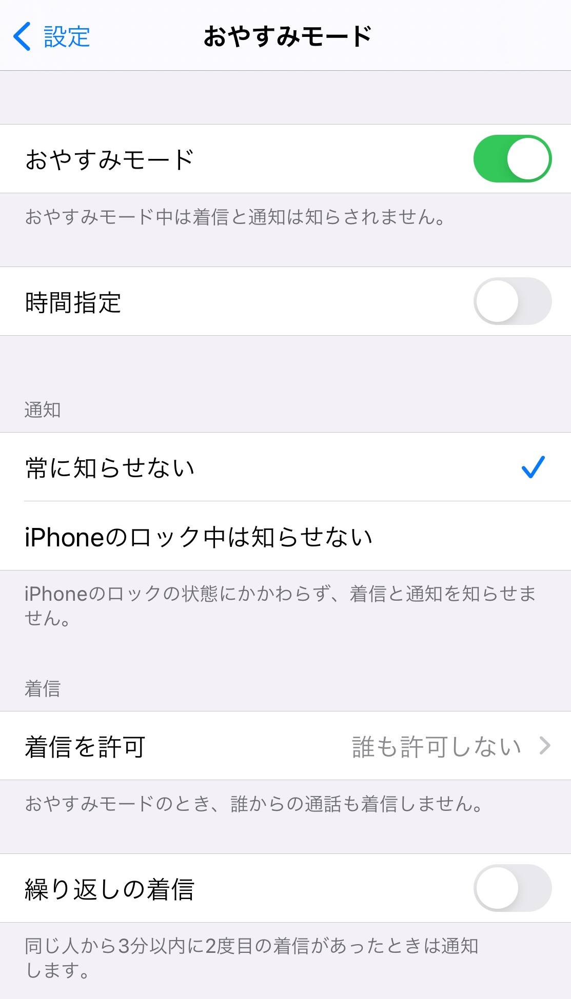 設定
おやすみモード
おやすみモード
おやすみモード中は着信と通知は知らされません。
時間指定
通知
常に知らせない
iPhoneのロック中は知らせない
iPhoneのロックの状態にかかわらず、着信と通知を知らせま
せん。
着信
着信を許可 誰も許可しない
おやすみモードのとき、誰からの通話も着信しません。
繰り返しの着信
同じ人から3分以内に2度目の着信があったときは通知
します。